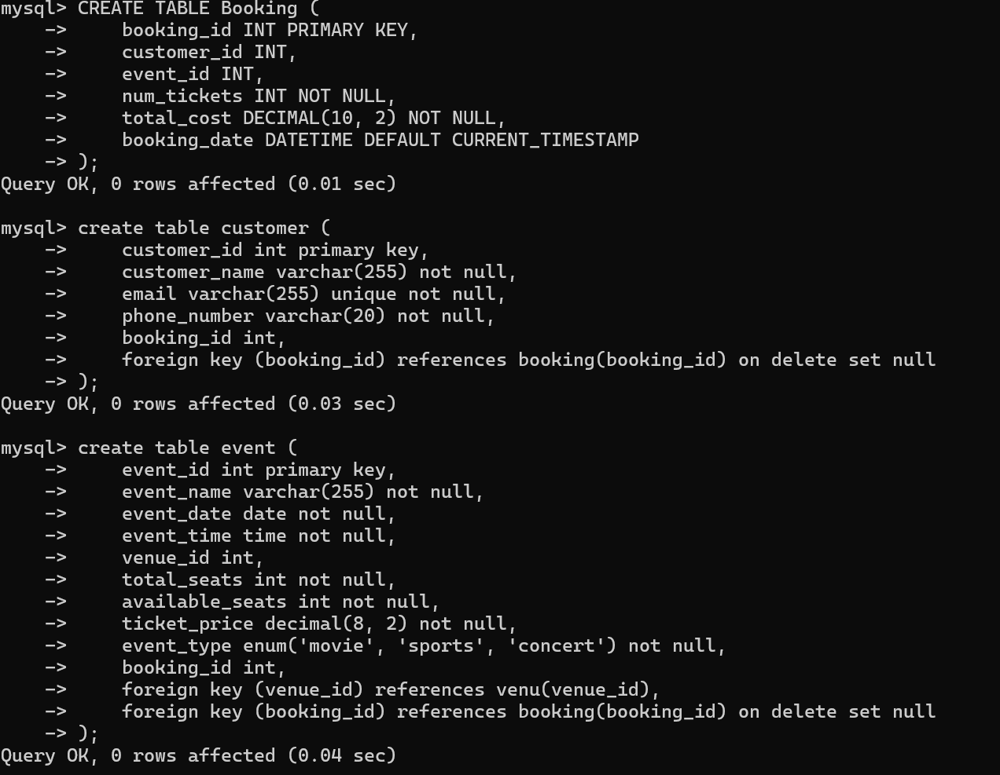 mysql> CREATE TABLE Booking (
    ->     booking_id INT PRIMARY KEY,
    ->     customer_id INT,
    ->     event_id INT,
    ->     num_tickets INT NOT NULL,
    ->     total_cost DECIMAL(10, 2) NOT NULL,
    ->     booking_date DATETIME DEFAULT CURRENT_TIMESTAMP
    -> );
Query OK, 0 rows affected (0.01 sec)

mysql> create table customer (
    ->     customer_id int primary key,
    ->     customer_name varchar(255) not null,
    ->     email varchar(255) unique not null,
    ->     phone_number varchar(20) not null,
    ->     booking_id int,
    ->     foreign key (booking_id) references booking(booking_id) on delete set null
    -> );
Query OK, 0 rows affected (0.03 sec)

mysql> create table event (
    ->     event_id int primary key,
    ->     event_name varchar(255) not null,
    ->     event_date date not null,
    ->     event_time time not null,
    ->     venue_id int,
    ->     total_seats int not null,
    ->     available_seats int not null,
    ->     ticket_price decimal(8, 2) not null,
    ->     event_type enum('movie', 'sports', 'concert') not null,
    ->     booking_id int,
    ->     foreign key (venue_id) references venu(venue_id),
    ->     foreign key (booking_id) references booking(booking_id) on delete set null
    -> );
Query OK, 0 rows affected (0.04 sec)